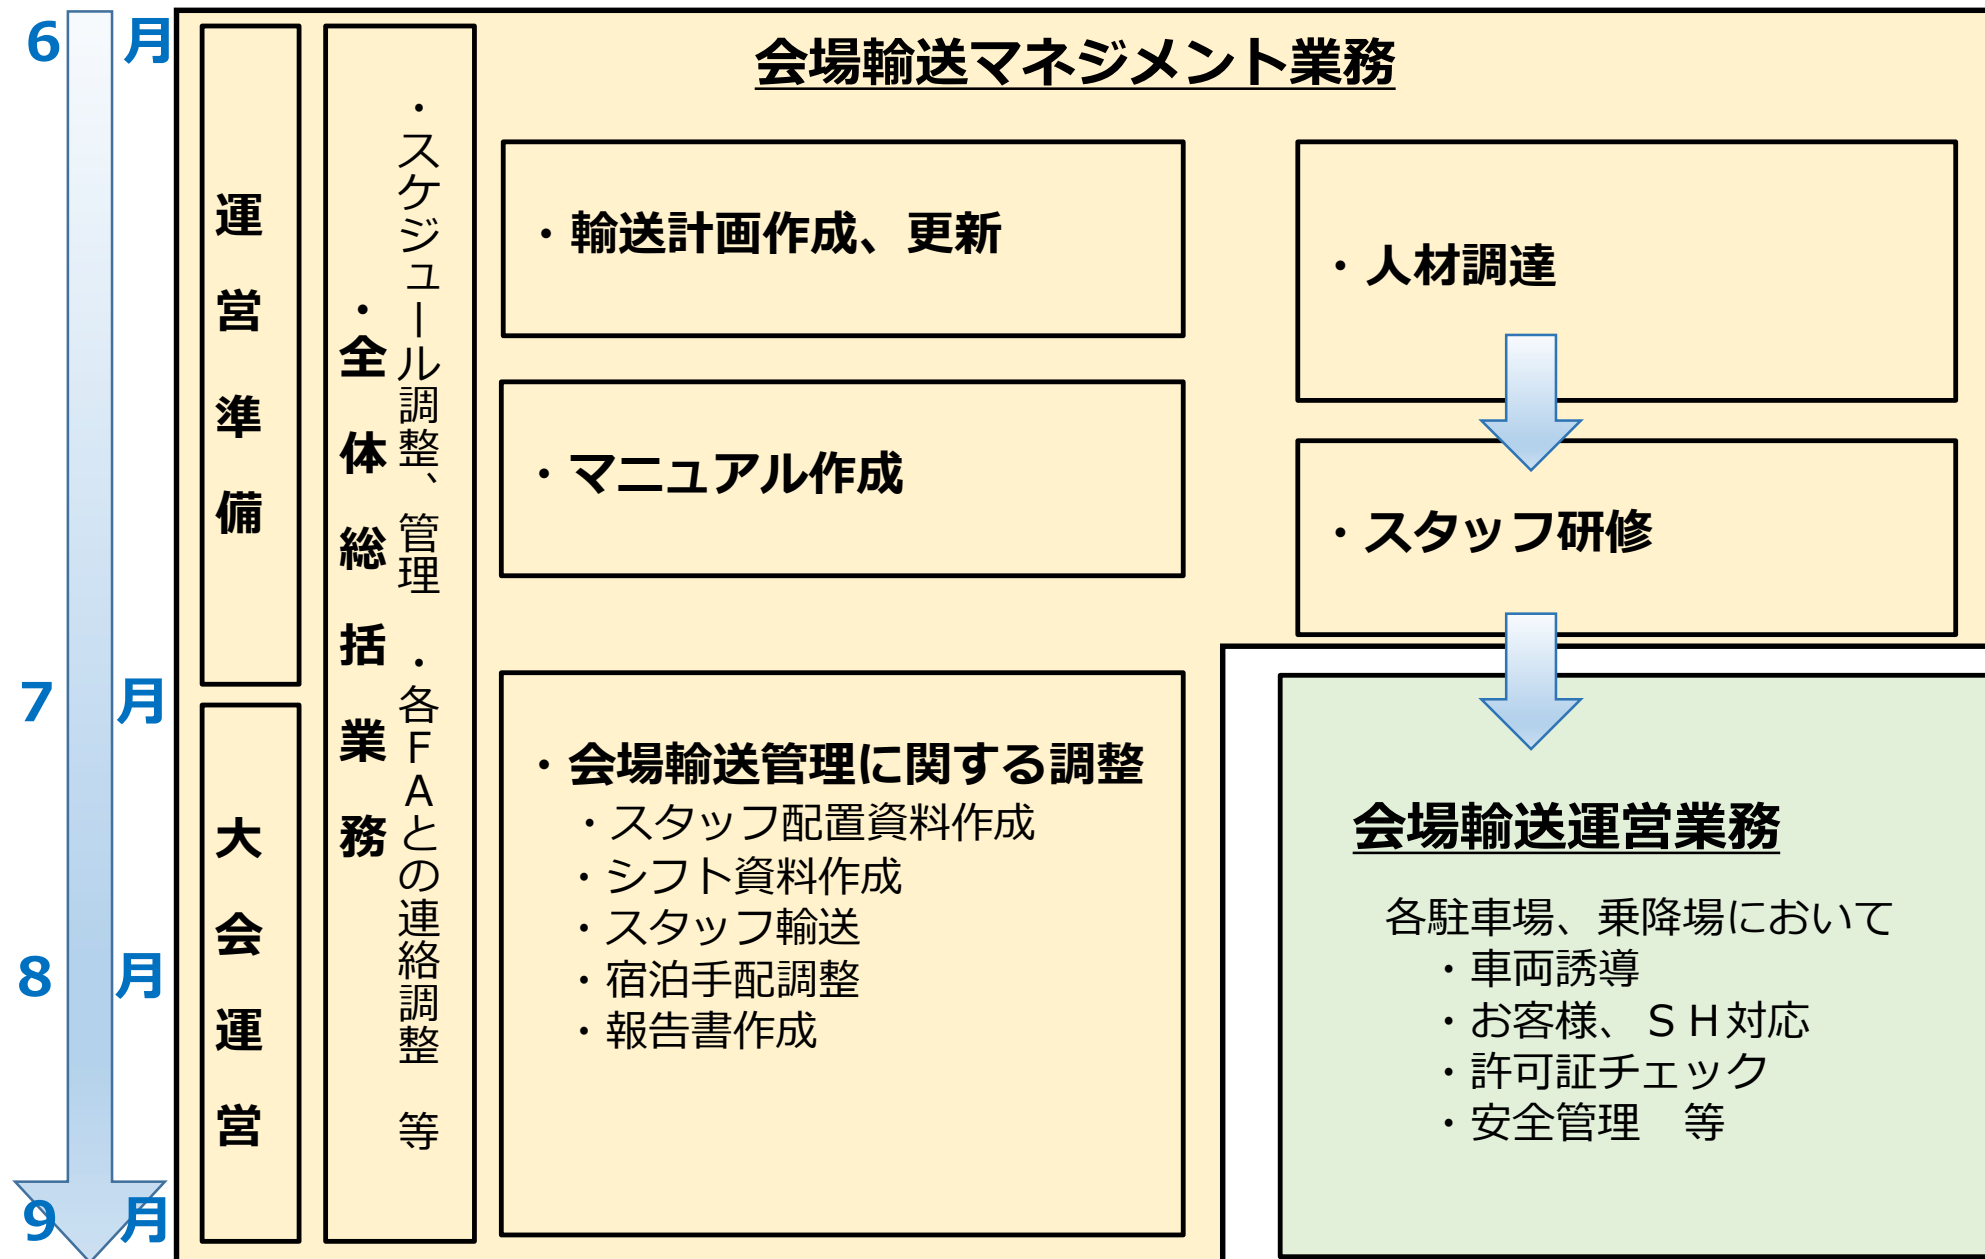 6 月
7 月
8 月
9 月
会場輸送マネジメント業務
運営準備
大会運営
・全体総括業務
・スケジュール調整、管理 ・各ＦＡとの連絡調整　等
・輸送計画作成、更新
・マニュアル作成
・会場輸送管理に関する調整
・スタッフ配置資料作成
・シフト資料作成
・スタッフ輸送
・宿泊手配調整
・報告書作成
・人材調達
・スタッフ研修
会場輸送運営業務
各駐車場、乗降場において
・車両誘導
・お客様、ＳＨ対応
・許可証チェック
・安全管理　等